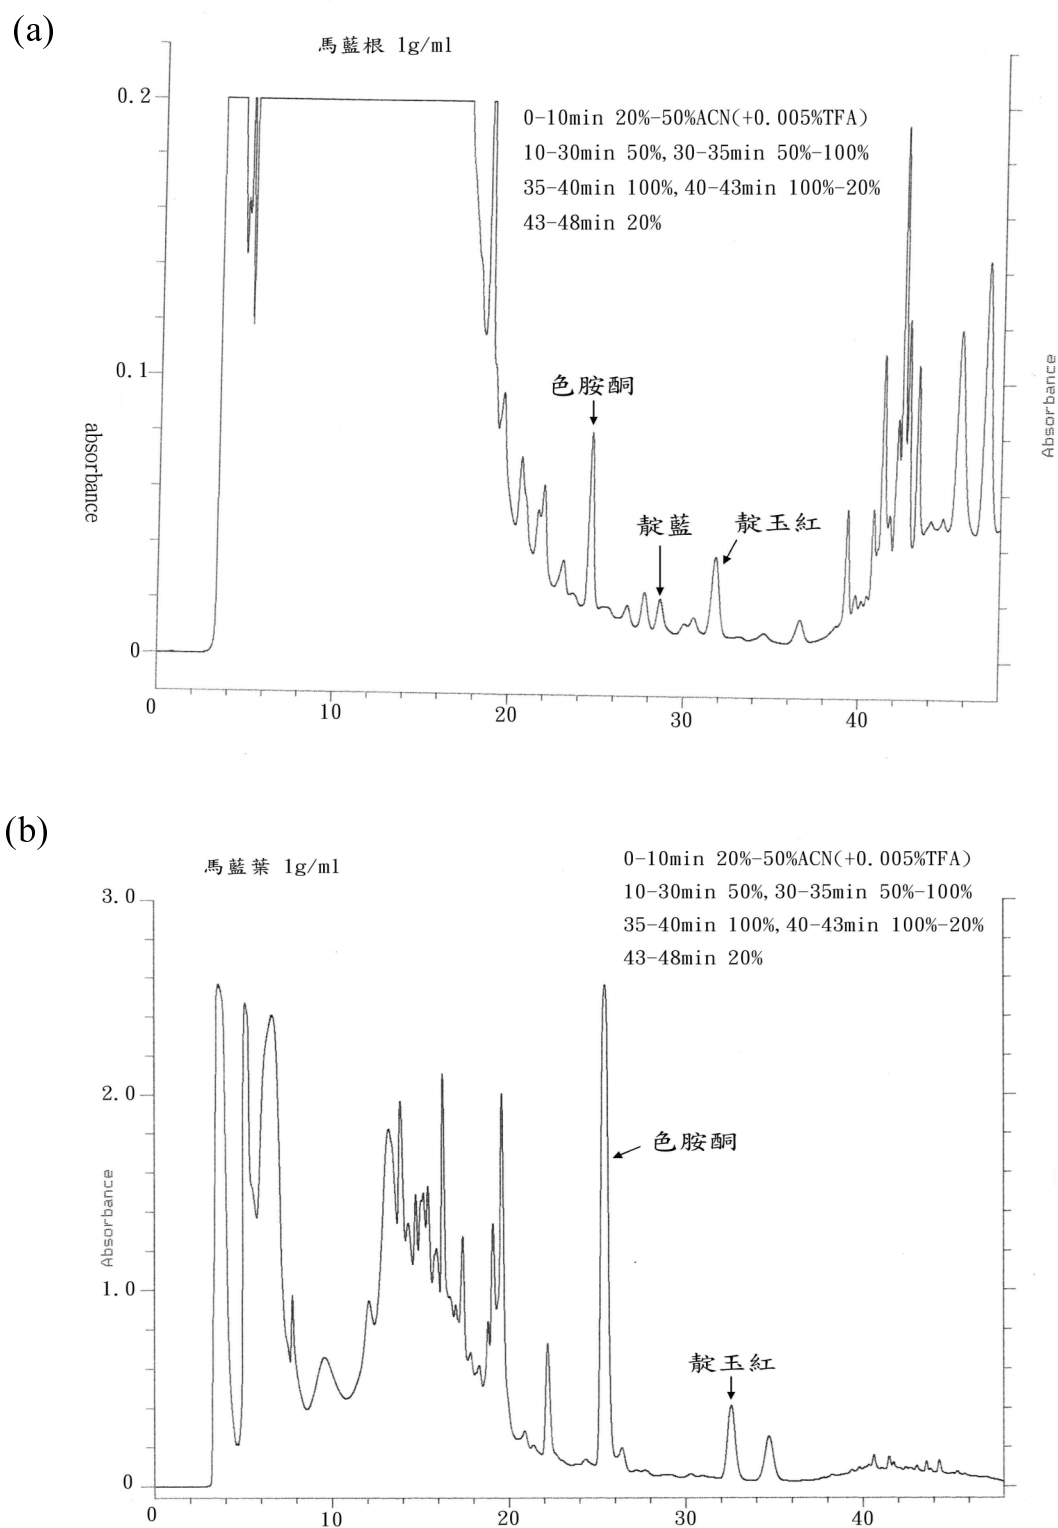 (a)
馬藍根 1g/ml
0.2
0-10min 20%-50%ACN(+0.005%TFA)
10-30min 50%,30-35min 50%-100%
35-40min 100%,40-43min 100%-20%
43-48min 20%
0.1
色胺酮
absorbance
Absorbance
靛藍
靛玉紅
0
0
10
20
30
40
(b)
馬藍葉 1g/ml
0-10min 20%-50%ACN(+0.005%TFA)
10-30min 50%,30-35min 50%-100%
35-40min 100%,40-43min 100%-20%
43-48min 20%
3.0
2.0
色胺酮
Absorbance
1.0
靛玉紅
0
0
10
20
30
40